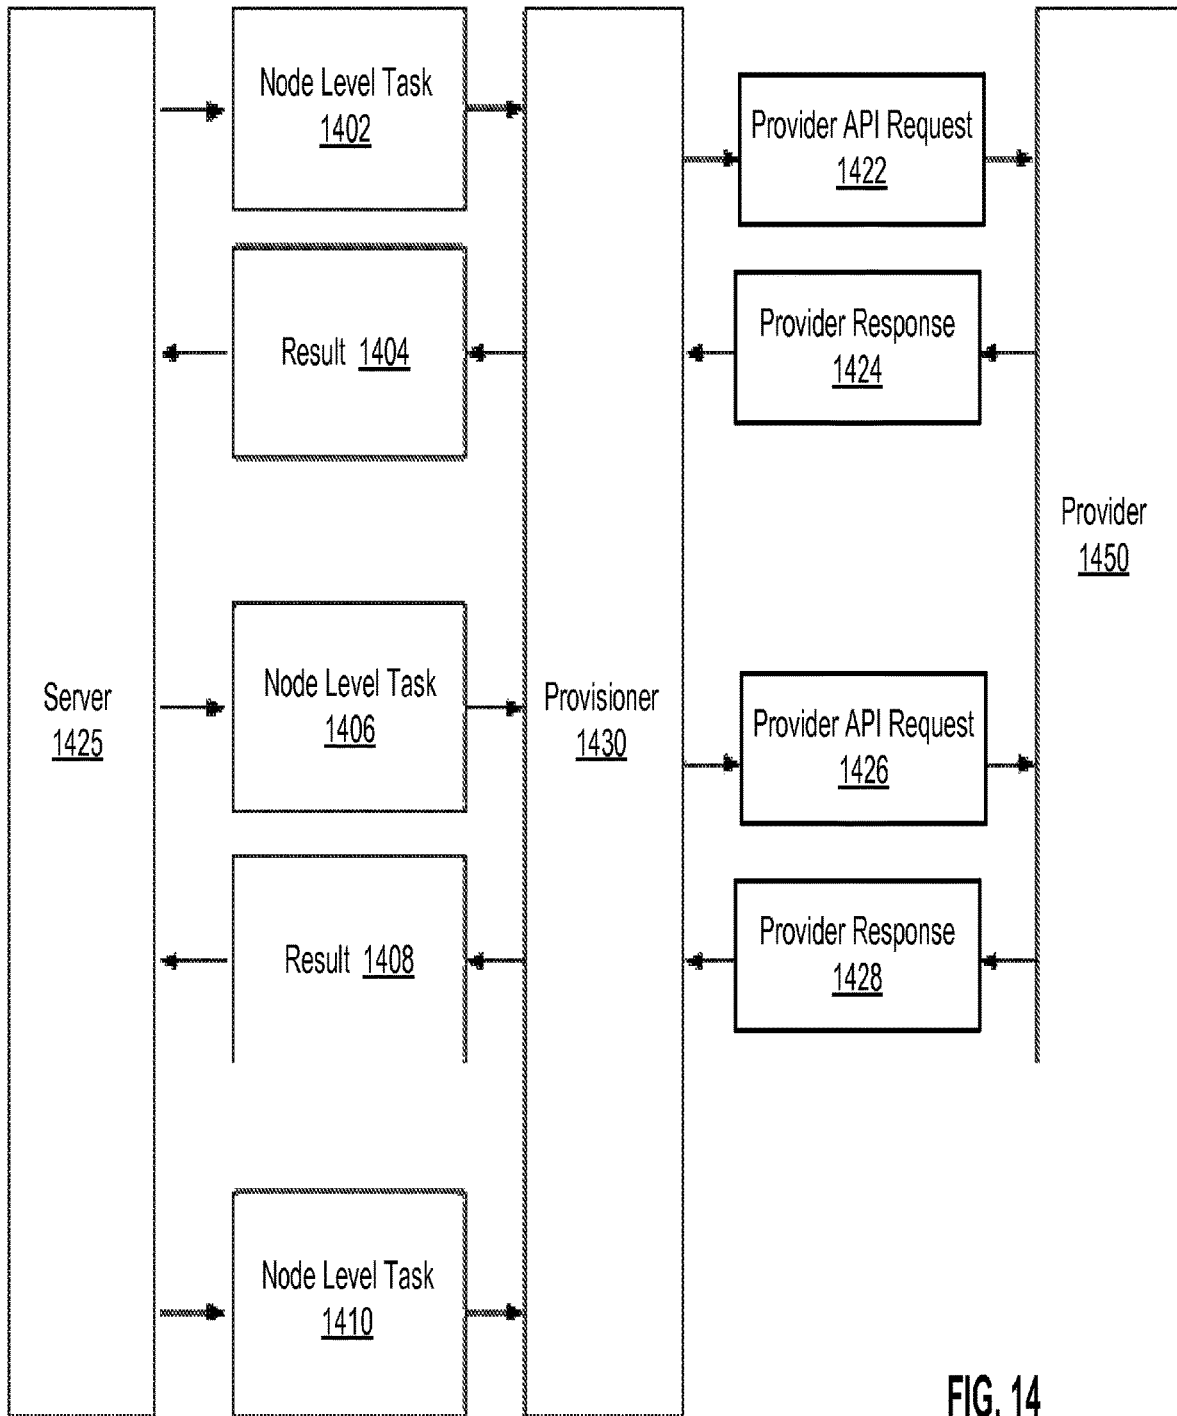 Node Level Task
1402
Provider API Request
1422
Result 1404
Provider Response
1424
Provider
1450
Server
1425
Node Level Task
1406
Provisioner
1430
Provider API Request
1426
Result 1408
Provider Response
1428
Node Level Task
1410
FIG. 14